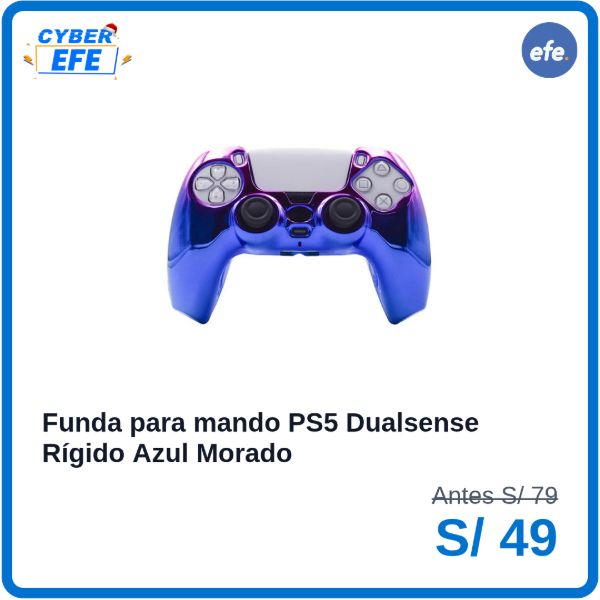 CYBER
EFE
efe.
Funda para mando PS5 Dualsense
Rígido Azul Morado
Antes S/ 79
S/ 49